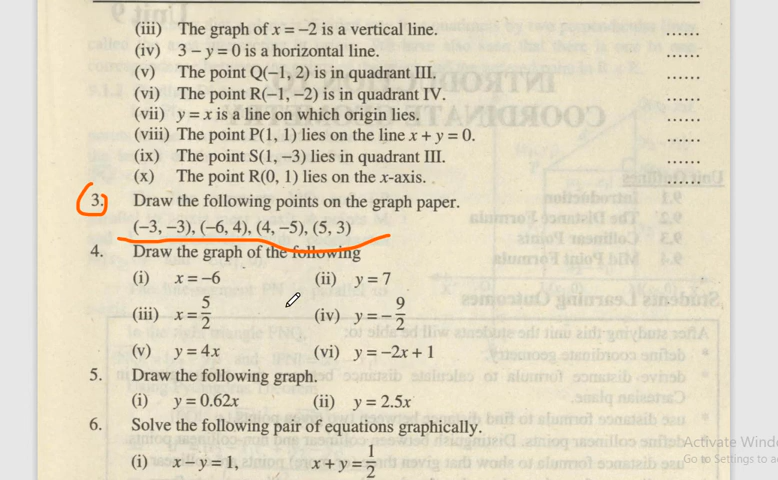 (iii) The graph of x = −2 is a vertical line. ......
(iv) 3 − y = 0 is a horizontal line. ......
(v) The point Q(−1, 2) is in quadrant III. ......
(vi) The point R(−1, −2) is in quadrant IV. ......
(vii) y = x is a line on which origin lies. ......
(viii) The point P(1, 1) lies on the line x + y = 0. ......
(ix) The point S(1, −3) lies in quadrant III. ......
(x) The point R(0, 1) lies on the x-axis. ......
3. Draw the following points on the graph paper.
(−3, −3), (−6, 4), (4, −5), (5, 3)
4. Draw the graph of the following
(i) x = −6 (ii) y = 7
(iii) x = 5/2 (iv) y = −9/2
(v) y = 4x (vi) y = −2x + 1
5. Draw the following graph.
(i) y = 0.62x (ii) y = 2.5x
6. Solve the following pair of equations graphically.
(i) x − y = 1, x + y = 1/2
Activate Wind
Go to Settings to a